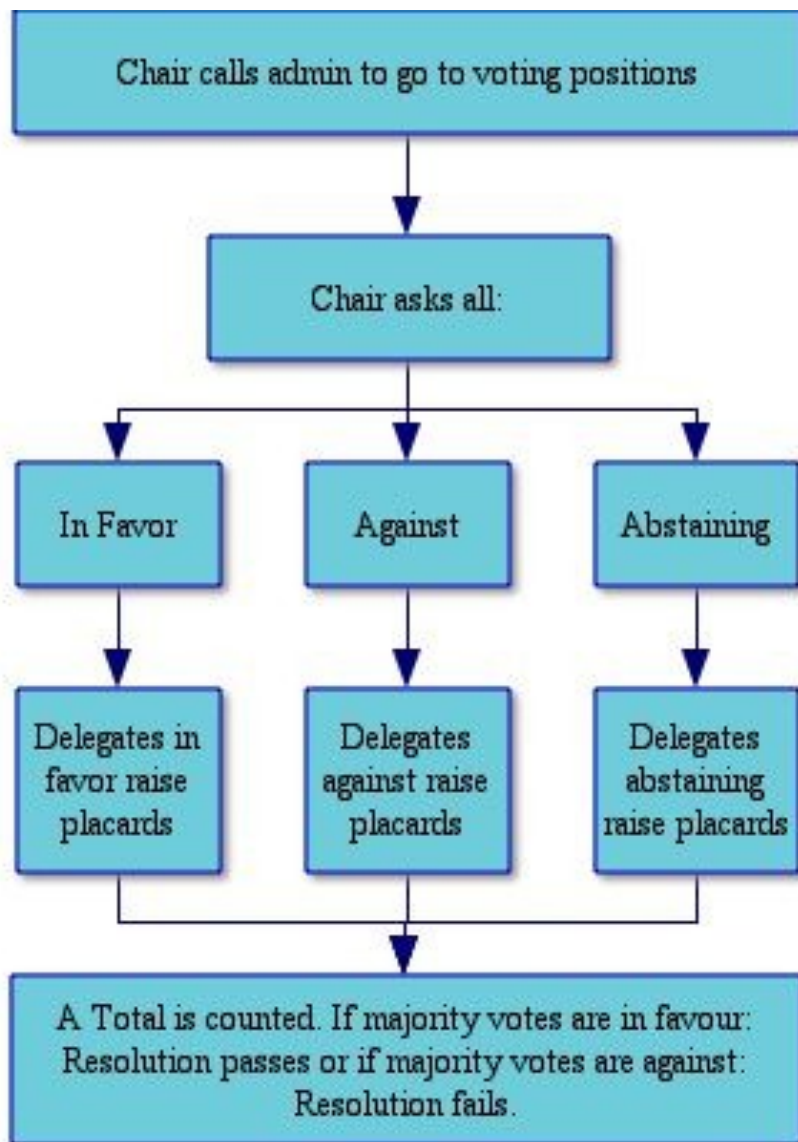 Chair calls admin to go to voting positions
Chair asks all:
In Favor
Against
Abstaining
Delegates in
favor raise
placards
Delegates
against raise
placards
Delegates
abstaining
raise placards
A Total is counted. If majority votes are in favour:
Resolution passes or if majority votes are against:
Resolution fails.